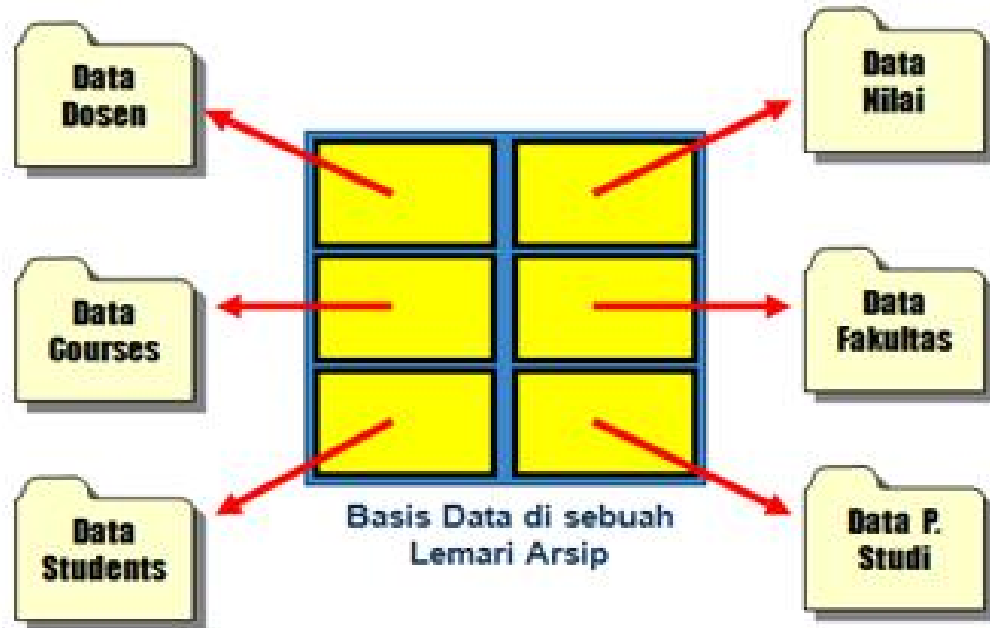 Data
Dosen
Data
Nilai
Data
Courses
Data
Fakultas
Data
Students
Data P.
Studi
Basis Data di sebuah
Lemari Arsip